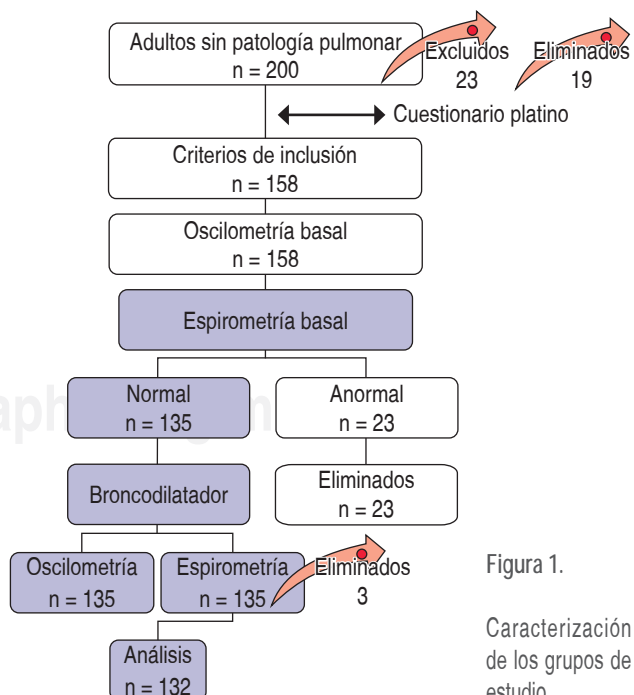 Adultos sin patología pulmonar
n = 200
Excluidos
23
Eliminados
19
Cuestionario platino
Criterios de inclusión
n = 158
Oscilometría basal
n = 158
Espirometría basal
Normal
n = 135
Anormal
n = 23
Broncodilatador
Eliminados
n = 23
Oscilometría
n = 135
Espirometría
n = 135
Eliminados
3
Análisis
n = 132
Figura 1.
Caracterización
de los grupos de
estudio